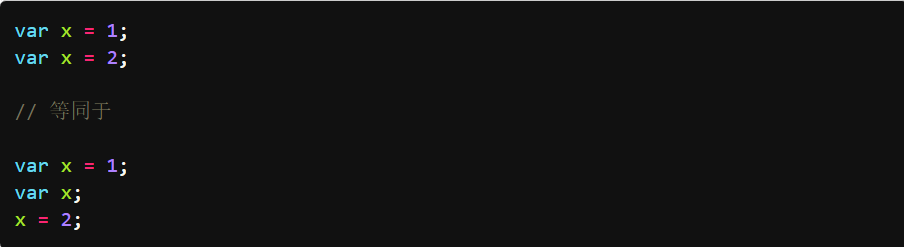 var x = 1;
var x = 2;
// 等同于
var x = 1;
var x;
x = 2;